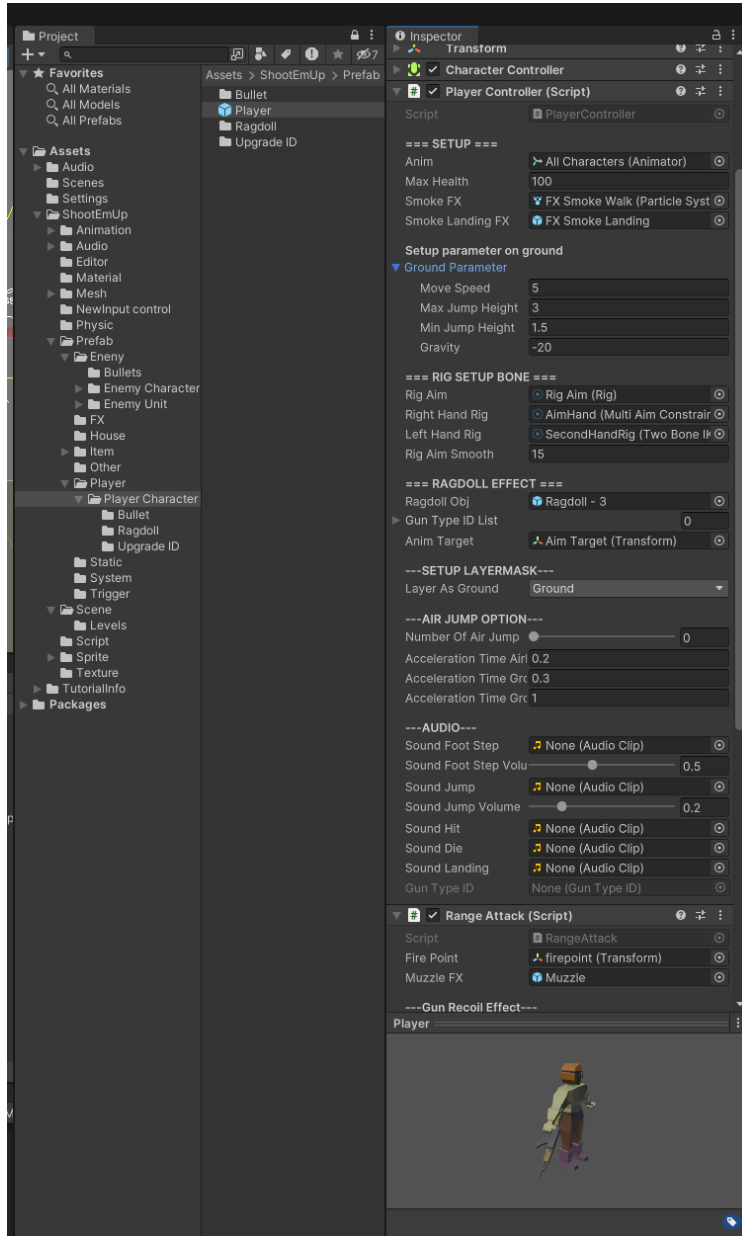 Project
7
Favorites
All Materials
All Models
All Prefabs
Assets
Audio
Scenes
Settings
ShootEmUp
Animation
Audio
Editor
Material
Mesh
NewInput control
Physic
Prefab
Eneny
Bullets
Enemy Character
Enemy Unit
FX
House
Item
Other
Player
Player Character
Bullet
Ragdoll
Upgrade ID
Static
System
Trigger
Scene
Levels
Script
Sprite
Texture
TutorialInfo
Packages
Assets > ShootEmUp > Prefab
Bullet
Player
Ragdoll
Upgrade ID
Inspector
Transform
Character Controller
# Player Controller (Script)
Script PlayerController
=== SETUP ===
Anim All Characters (Animator)
Max Health 100
Smoke FX FX Smoke Walk (Particle Syst
Smoke Landing FX FX Smoke Landing
Setup parameter on ground
Ground Parameter
Move Speed 5
Max Jump Height 3
Min Jump Height 1.5
Gravity -20
=== RIG SETUP BONE ===
Rig Aim Rig Aim (Rig)
Right Hand Rig AimHand (Multi Aim Constrair
Left Hand Rig SecondHandRig (Two Bone IK
Rig Aim Smooth 15
=== RAGDOLL EFFECT ===
Ragdoll Obj Ragdoll - 3
Gun Type ID List 0
Anim Target Aim Target (Transform)
---SETUP LAYERMASK---
Layer As Ground Ground
---AIR JUMP OPTION---
Number Of Air Jump 0
Acceleration Time Airl 0.2
Acceleration Time Grc 0.3
Acceleration Time Grc 1
---AUDIO---
Sound Foot Step None (Audio Clip)
Sound Foot Step Volu 0.5
Sound Jump None (Audio Clip)
Sound Jump Volume 0.2
Sound Hit None (Audio Clip)
Sound Die None (Audio Clip)
Sound Landing None (Audio Clip)
Gun Type ID None (Gun Type ID)
# Range Attack (Script)
Script RangeAttack
Fire Point firepoint (Transform)
Muzzle FX Muzzle
---Gun Recoil Effect---
Player